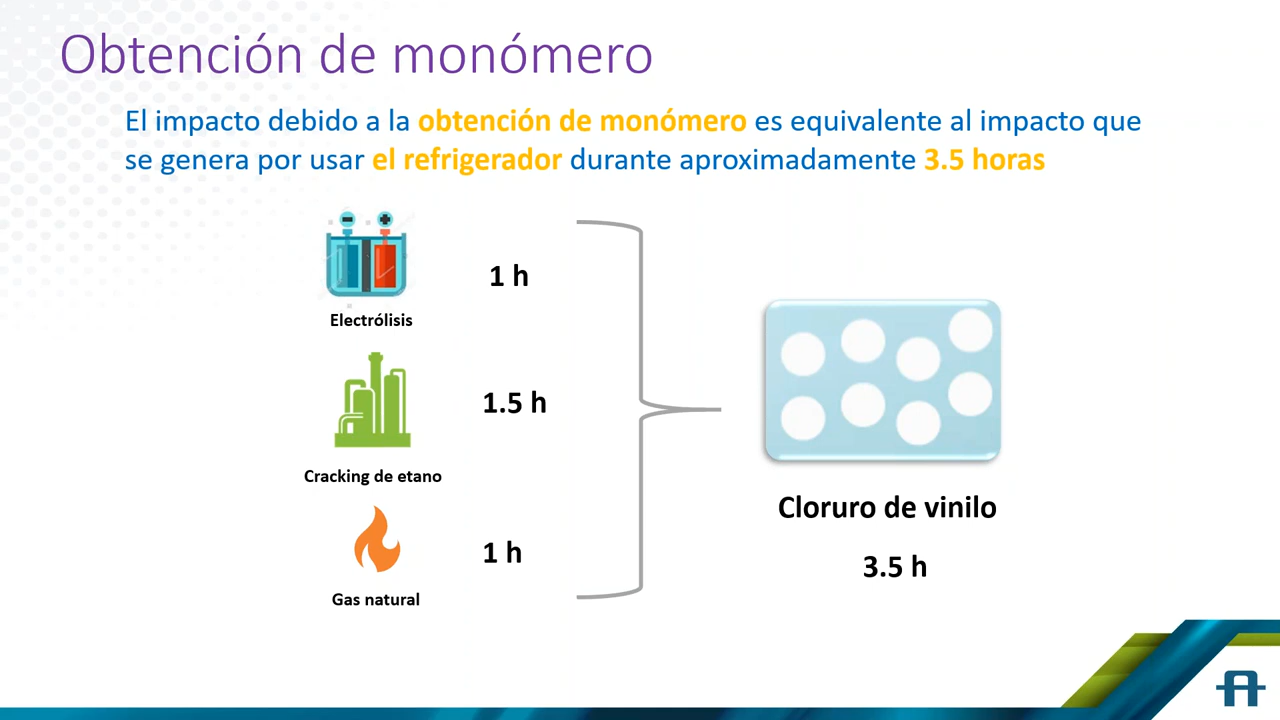 Obtención de monómero
El impacto debido a la obtención de monómero es equivalente al impacto que
se genera por usar el refrigerador durante aproximadamente 3.5 horas
1 h
Electrólisis
1.5 h
Cracking de etano
1 h
Gas natural
Cloruro de vinilo
3.5 h